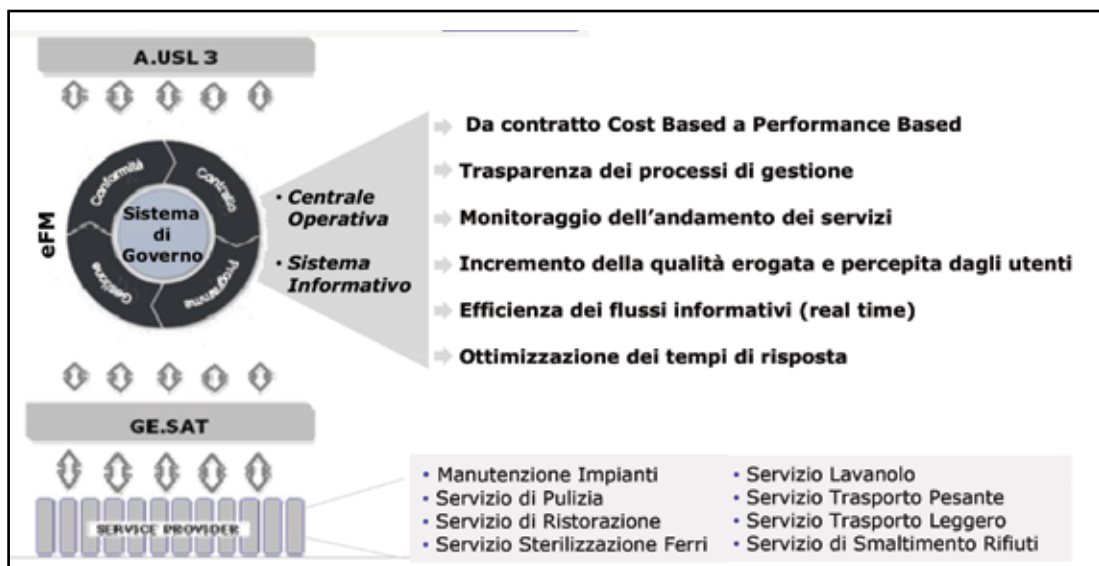 A.USL 3
eFM
Conformità
Contratto
Gestione
Programma
Sistema
di
Governo
• Centrale
Operativa
• Sistema
Informativo
Da contratto Cost Based a Performance Based
Trasparenza dei processi di gestione
Monitoraggio dell'andamento dei servizi
Incremento della qualità erogata e percepita dagli utenti
Efficienza dei flussi informativi (real time)
Ottimizzazione dei tempi di risposta
GE.SAT
SERVICE PROVIDER
• Manutenzione Impianti
• Servizio di Pulizia
• Servizio di Ristorazione
• Servizio Sterilizzazione Ferri
• Servizio Lavanolo
• Servizio Trasporto Pesante
• Servizio Trasporto Leggero
• Servizio di Smaltimento Rifiuti